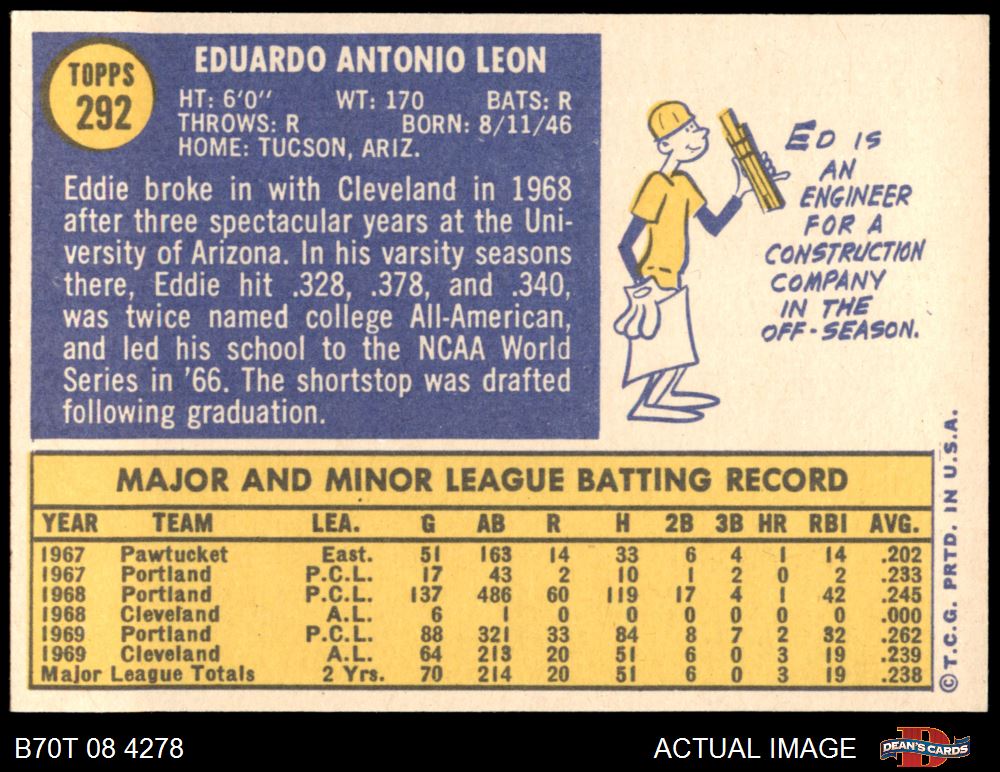 TOPPS
292
EDUARDO ANTONIO LEON
HT: 6'0" WT: 170 BATS: R
THROWS: R BORN: 8/11/46
HOME: TUCSON, ARIZ.
Eddie broke in with Cleveland in 1968
after three spectacular years at the Uni-
versity of Arizona. In his varsity seasons
there, Eddie hit .328, .378, and .340,
was twice named college All-American,
and led his school to the NCAA World
Series in '66. The shortstop was drafted
following graduation.
ED IS
AN
ENGINEER
FOR A
CONSTRUCTION
COMPANY
IN THE
OFF-SEASON.
MAJOR AND MINOR LEAGUE BATTING RECORD
YEAR TEAM LEA. G AB R H 2B 3B HR RBI AVG.
1967 Pawtucket East. 51 163 14 33 6 4 1 14 .202
1967 Portland P.C.L. 17 43 2 10 1 2 0 2 .233
1968 Portland P.C.L. 137 486 60 119 17 4 1 42 .245
1968 Cleveland A.L. 6 1 0 0 0 0 0 0 .000
1969 Portland P.C.L. 88 321 33 84 8 7 2 32 .262
1969 Cleveland A.L. 64 213 20 51 6 0 3 19 .239
Major League Totals 2 Yrs. 70 214 20 51 6 0 3 19 .238
© T.C.G. PRTD. IN U.S.A.
B70T 08 4278
ACTUAL IMAGE
D
DEAN'S CARDS